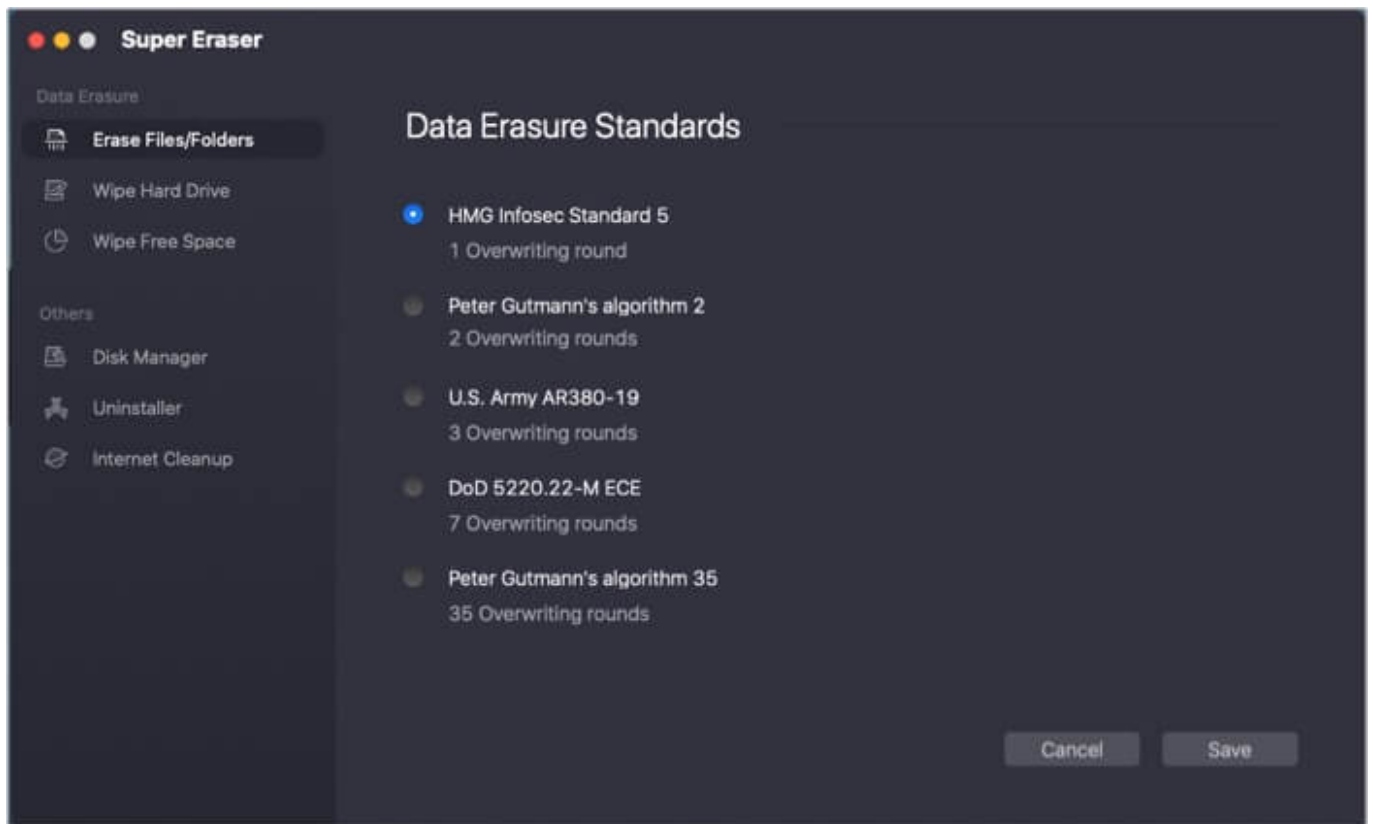 Super Eraser
Data Erasure
Erase Files/Folders
Wipe Hard Drive
Wipe Free Space
Others
Disk Manager
Uninstaller
Internet Cleanup
Data Erasure Standards
HMG Infosec Standard 5
1 Overwriting round
Peter Gutmann's algorithm 2
2 Overwriting rounds
U.S. Army AR380-19
3 Overwriting rounds
DoD 5220.22-M ECE
7 Overwriting rounds
Peter Gutmann's algorithm 35
35 Overwriting rounds
Cancel
Save